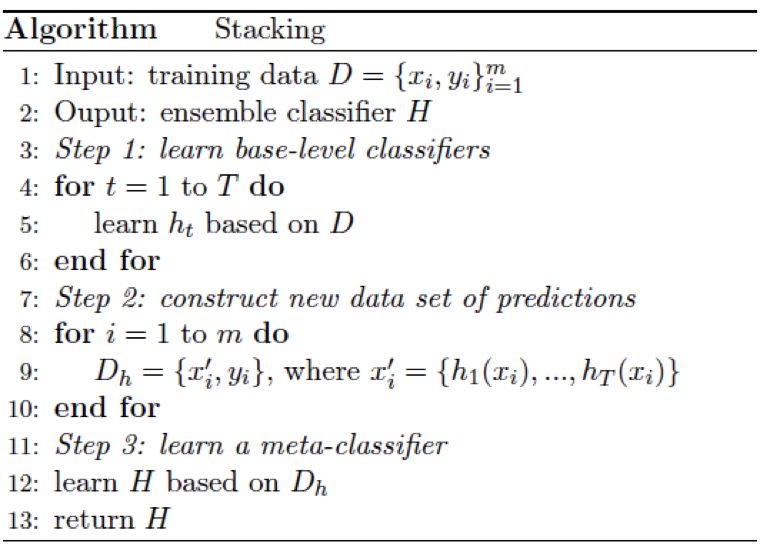 Algorithm Stacking
1: Input: training data D = {x_i, y_i}_{i=1}^m
2: Ouput: ensemble classifier H
3: Step 1: learn base-level classifiers
4: for t = 1 to T do
5: learn h_t based on D
6: end for
7: Step 2: construct new data set of predictions
8: for i = 1 to m do
9: D_h = {x'_i, y_i}, where x'_i = {h_1(x_i), ..., h_T(x_i)}
10: end for
11: Step 3: learn a meta-classifier
12: learn H based on D_h
13: return H